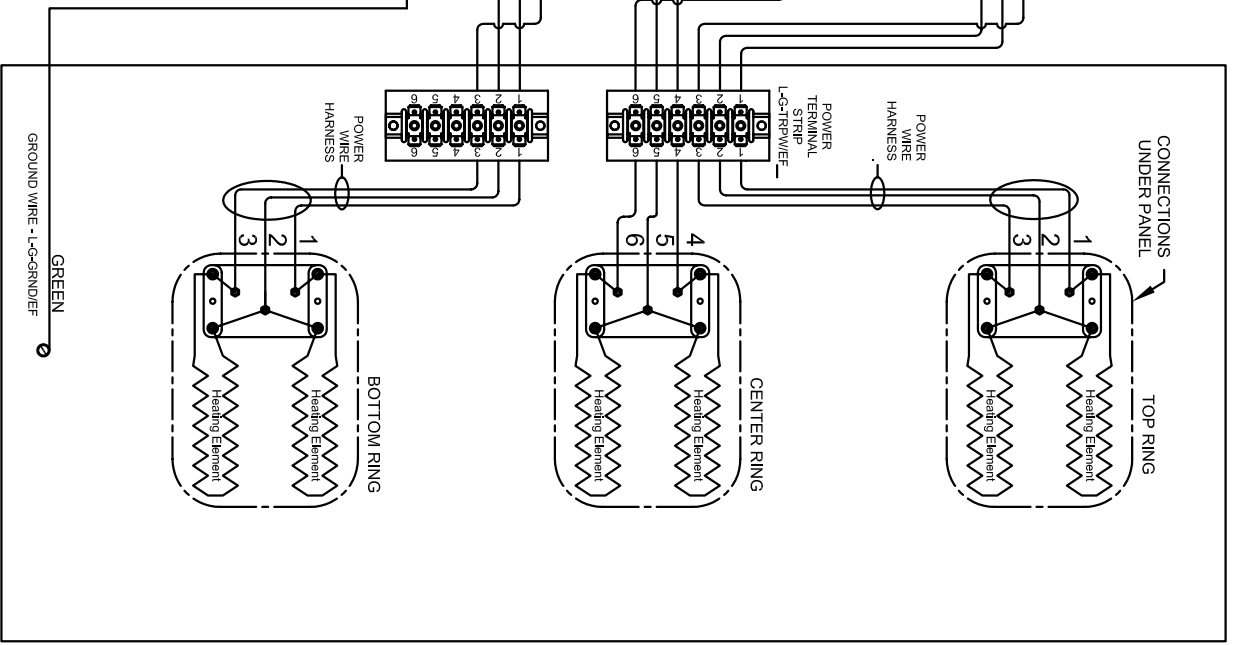 CONNECTIONS
UNDER PANEL
TOP RING
1
2
3
Heating Element
Heating Element
POWER
WIRE
HARNESS
POWER
TERMINAL
STRIP
L-G-TRPW/EF
1
2
3
4
5
6
1
2
3
4
5
6
CENTER RING
4
5
6
Heating Element
Heating Element
1
2
3
4
5
6
1
2
3
4
5
6
POWER
WIRE
HARNESS
BOTTOM RING
1
2
3
Heating Element
Heating Element
GREEN
GROUND WIRE - L-G-GRND/EF